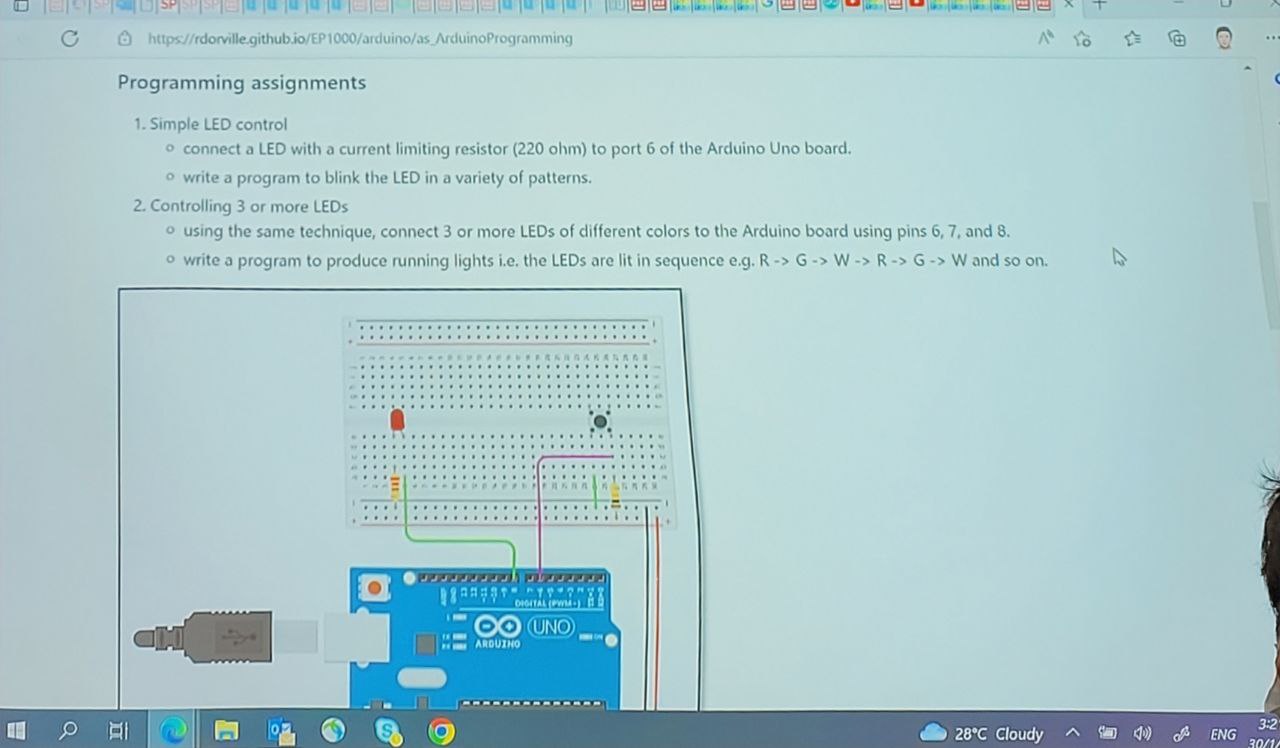 https://rdorville.github.io/EP1000/arduino/as_ArduinoProgramming
Programming assignments
1. Simple LED control
connect a LED with a current limiting resistor (220 ohm) to port 6 of the Arduino Uno board.
write a program to blink the LED in a variety of patterns.
2. Controlling 3 or more LEDs
using the same technique, connect 3 or more LEDs of different colors to the Arduino board using pins 6, 7, and 8.
write a program to produce running lights i.e. the LEDs are lit in sequence e.g. R -> G -> W -> R -> G -> W and so on.
DIGITAL (PWM~)
UNO
ARDUINO
28°C Cloudy
ENG
3:2
30/1